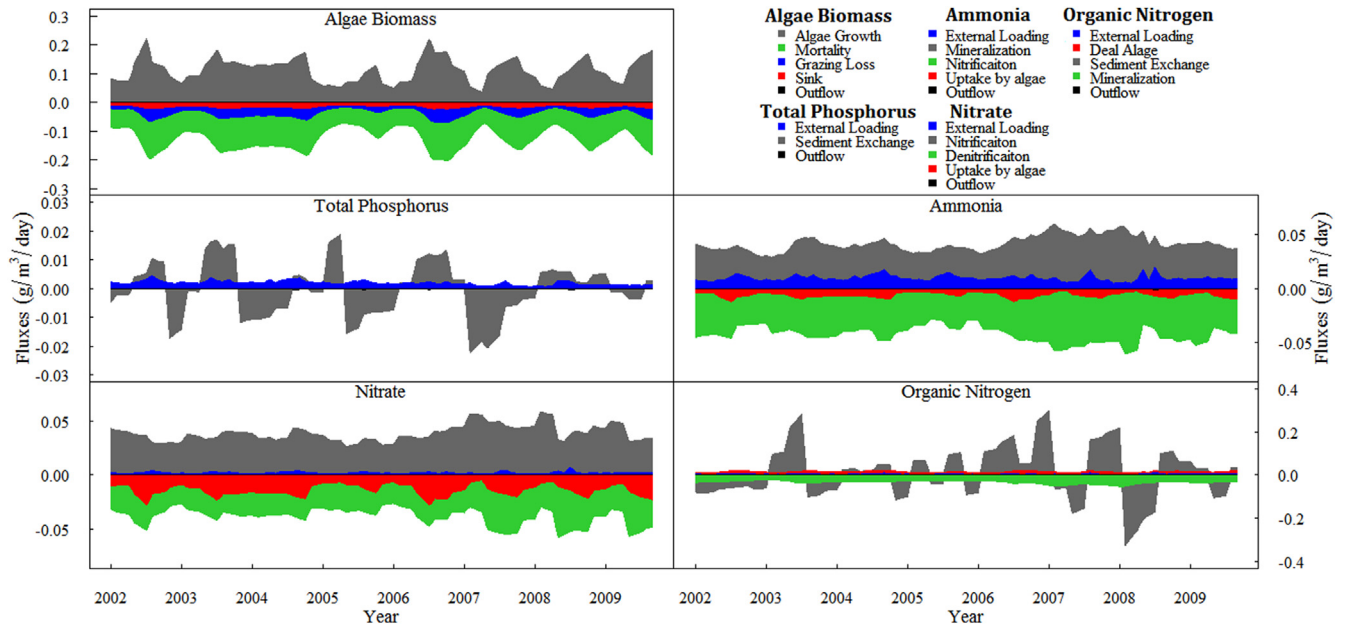 Algae Biomass
0.3
0.2
0.1
0.0
-0.1
-0.2
-0.3
Algae Biomass
Algae Growth
Mortality
Grazing Loss
Sink
Outflow
Ammonia
External Loading
Mineralization
Nitrificaiton
Uptake by algae
Outflow
Organic Nitrogen
External Loading
Deal Alage
Sediment Exchange
Mineralization
Outflow
Total Phosphorus
External Loading
Sediment Exchange
Outflow
Nitrate
External Loading
Nitrificaiton
Denitrificaiton
Uptake by algae
Outflow
Total Phosphorus
0.03
0.02
0.01
0.00
-0.01
-0.02
-0.03
Fluxes (g/m³/day)
Ammonia
0.05
0.00
-0.05
Fluxes (g/m³/day)
Nitrate
0.05
0.00
-0.05
Organic Nitrogen
0.4
0.2
0.0
-0.2
-0.4
2002 2003 2004 2005 2006 2007 2008 2009
Year
2002 2003 2004 2005 2006 2007 2008 2009
Year